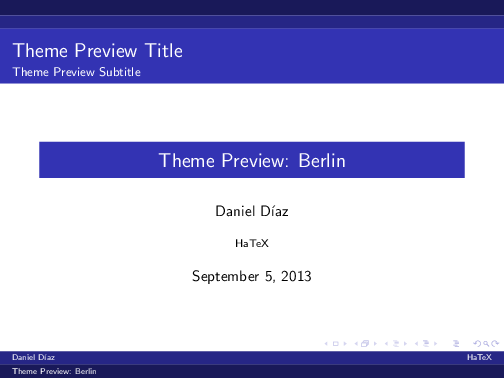 Theme Preview Title
Theme Preview Subtitle
Theme Preview: Berlin
Daniel Díaz
HaTeX
September 5, 2013
Daniel Díaz HaTeX
Theme Preview: Berlin